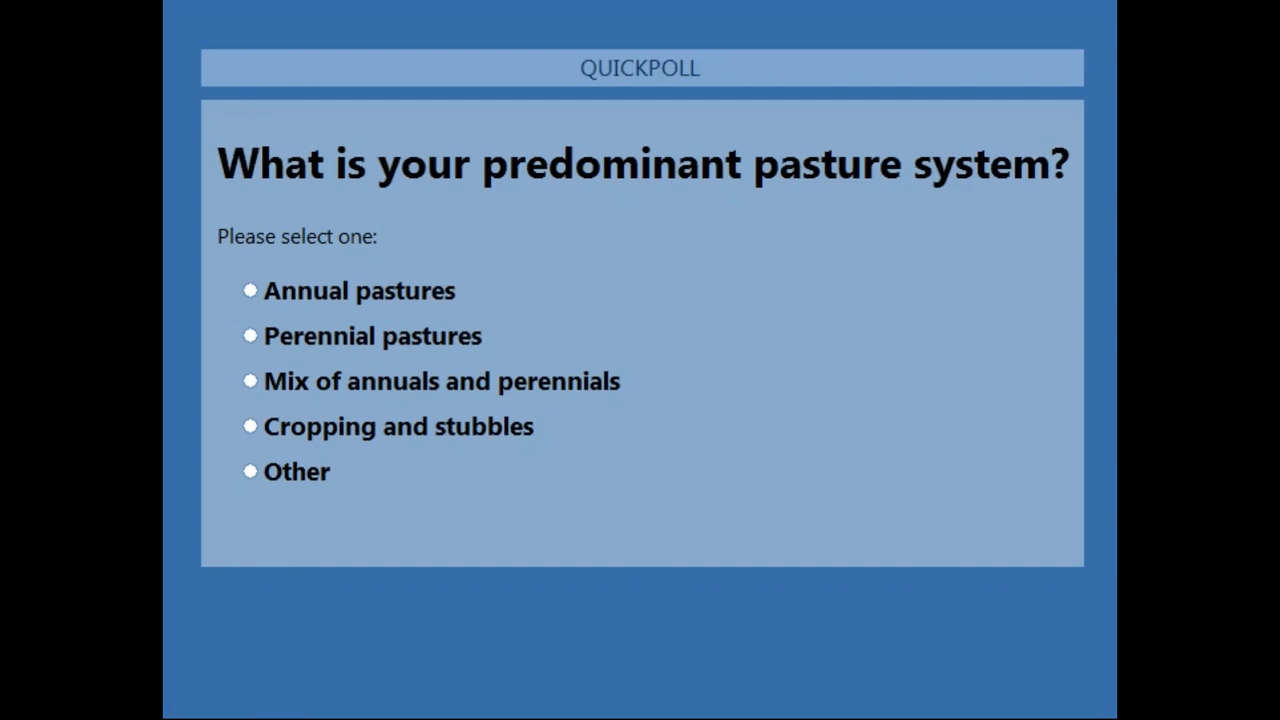 QUICKPOLL
What is your predominant pasture system?
Please select one:
Annual pastures
Perennial pastures
Mix of annuals and perennials
Cropping and stubbles
Other